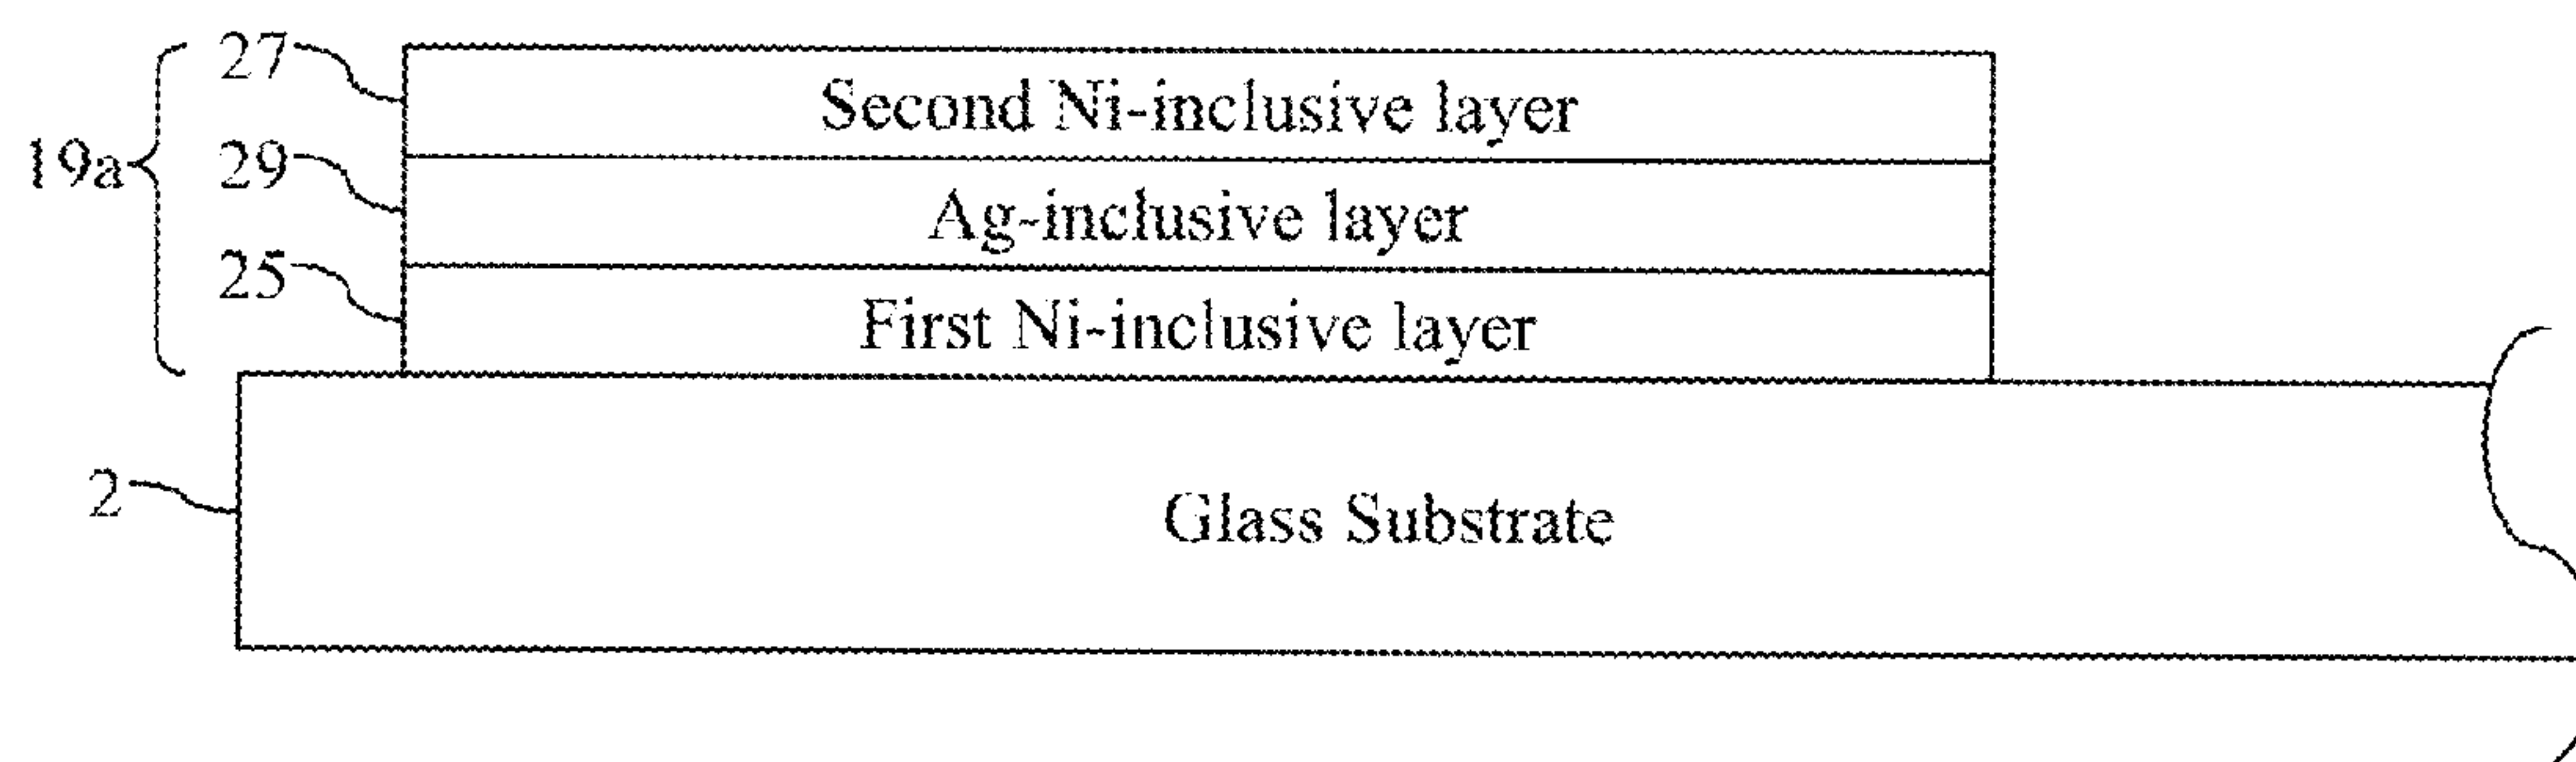 27 Second Ni-inclusive layer
19a 29 Ag-inclusive layer
25 First Ni-inclusive layer
2 Glass Substrate